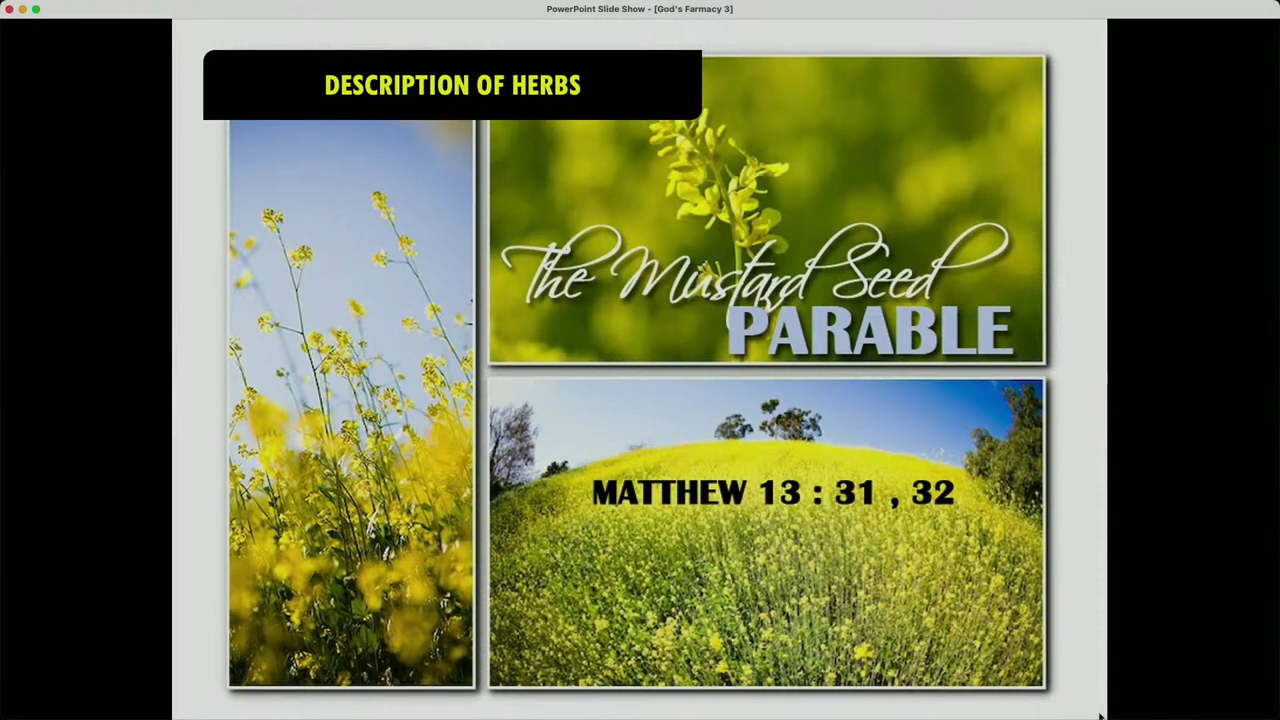 PowerPoint Slide Show - [God's Farmacy 3]
DESCRIPTION OF HERBS
The Mustard Seed
PARABLE
MATTHEW 13 : 31 , 32